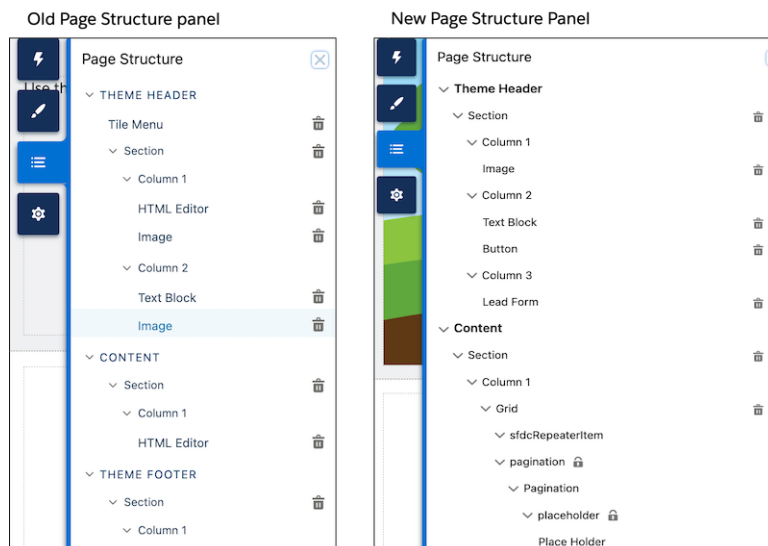 Old Page Structure panel
Page Structure
Use th
THEME HEADER
Tile Menu
Section
Column 1
HTML Editor
Image
Column 2
Text Block
Image
CONTENT
Section
Column 1
HTML Editor
THEME FOOTER
Section
Column 1
New Page Structure Panel
Page Structure
Theme Header
Section
Column 1
Image
Column 2
Text Block
Button
Column 3
Lead Form
Content
Section
Column 1
Grid
sfdcRepeaterItem
pagination
Pagination
placeholder
Place Holder